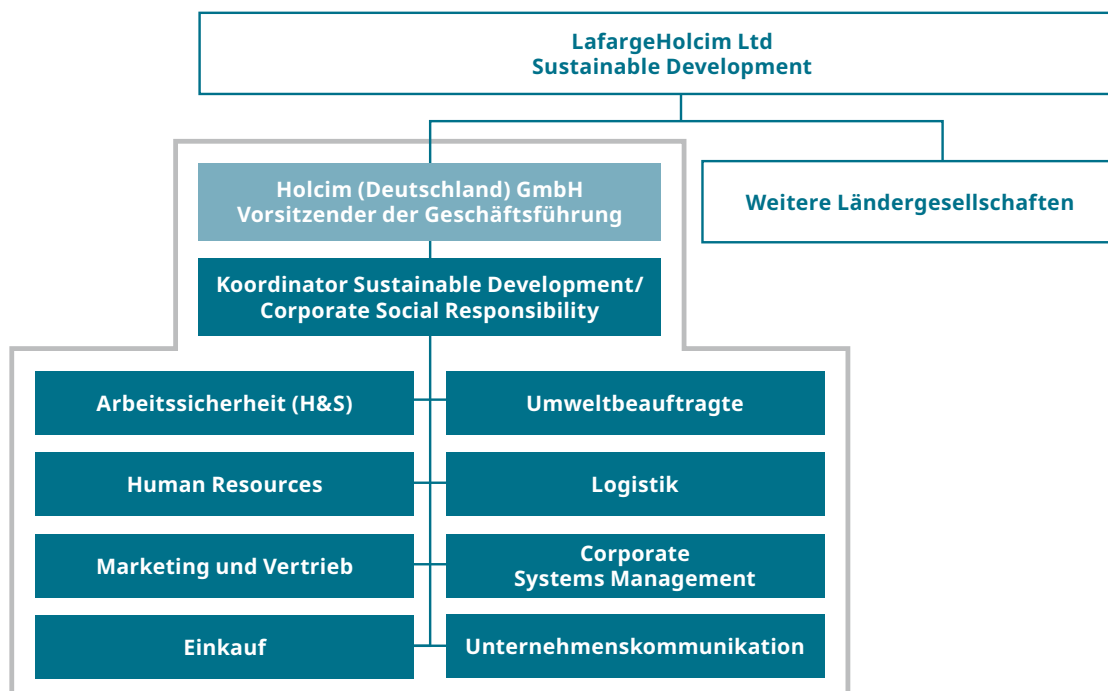 LafargeHolcim Ltd
Sustainable Development
Holcim (Deutschland) GmbH
Vorsitzender der Geschäftsführung
Weitere Ländergesellschaften
Koordinator Sustainable Development/
Corporate Social Responsibility
Arbeitssicherheit (H&S)
Umweltbeauftragte
Human Resources
Logistik
Marketing und Vertrieb
Corporate
Systems Management
Einkauf
Unternehmenskommunikation